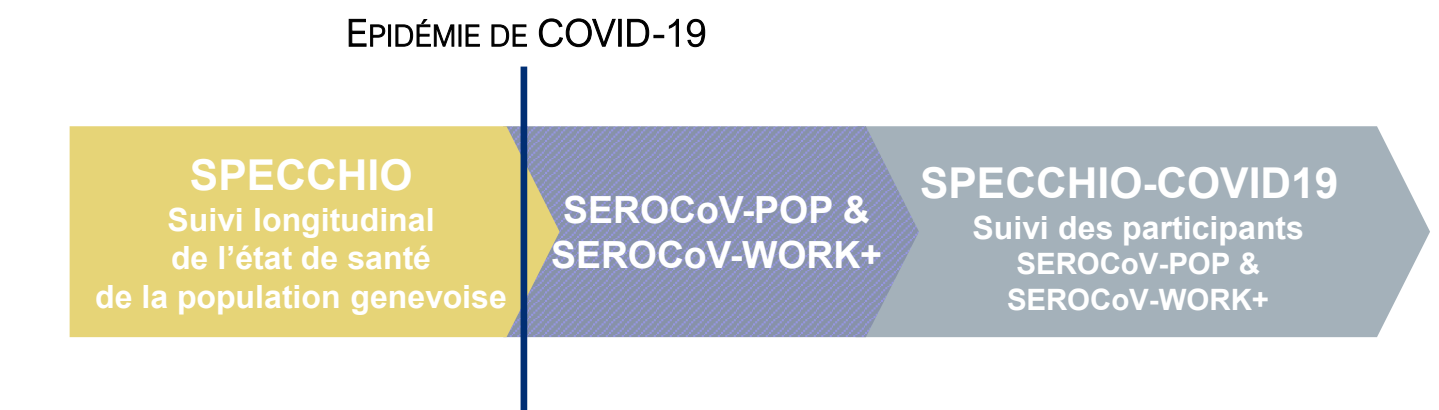 EPIDÉMIE DE COVID-19
SPECCHIO
Suivi longitudinal
de l’état de santé
de la population genevoise
SEROCoV-POP &
SEROCoV-WORK+
SPECCHIO-COVID19
Suivi des participants
SEROCoV-POP &
SEROCoV-WORK+